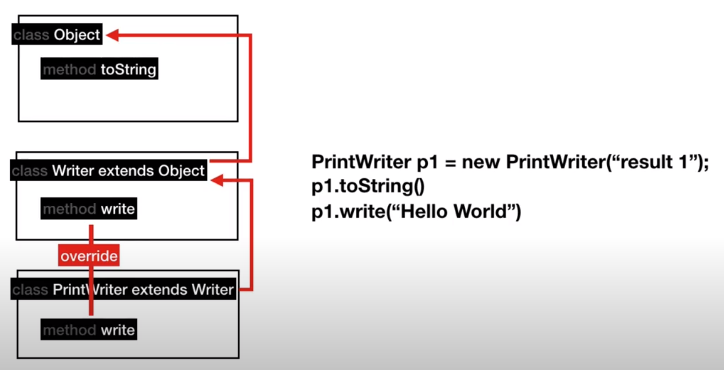 class Object
method toString
class Writer extends Object
method write
override
class PrintWriter extends Writer
method write
PrintWriter p1 = new PrintWriter(“result 1”);
p1.toString()
p1.write(“Hello World”)